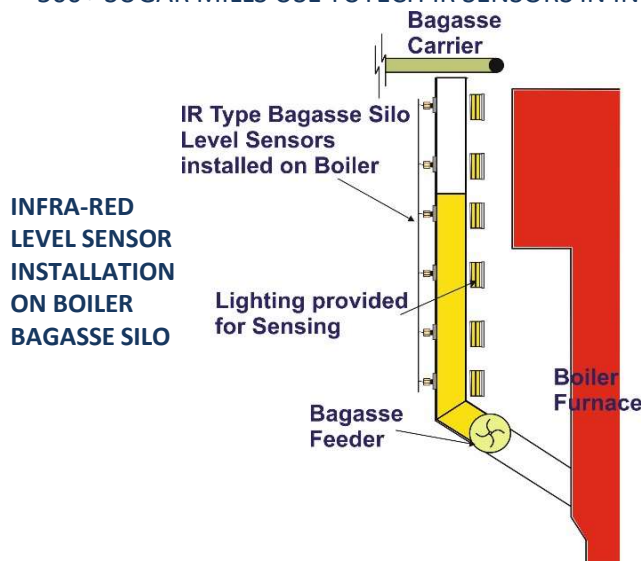 Bagasse
Carrier
IR Type Bagasse Silo
Level Sensors
installed on Boiler
INFRA-RED
LEVEL SENSOR
INSTALLATION
ON BOILER
BAGASSE SILO
Lighting provided
for Sensing
Boiler
Furnace
Bagasse
Feeder